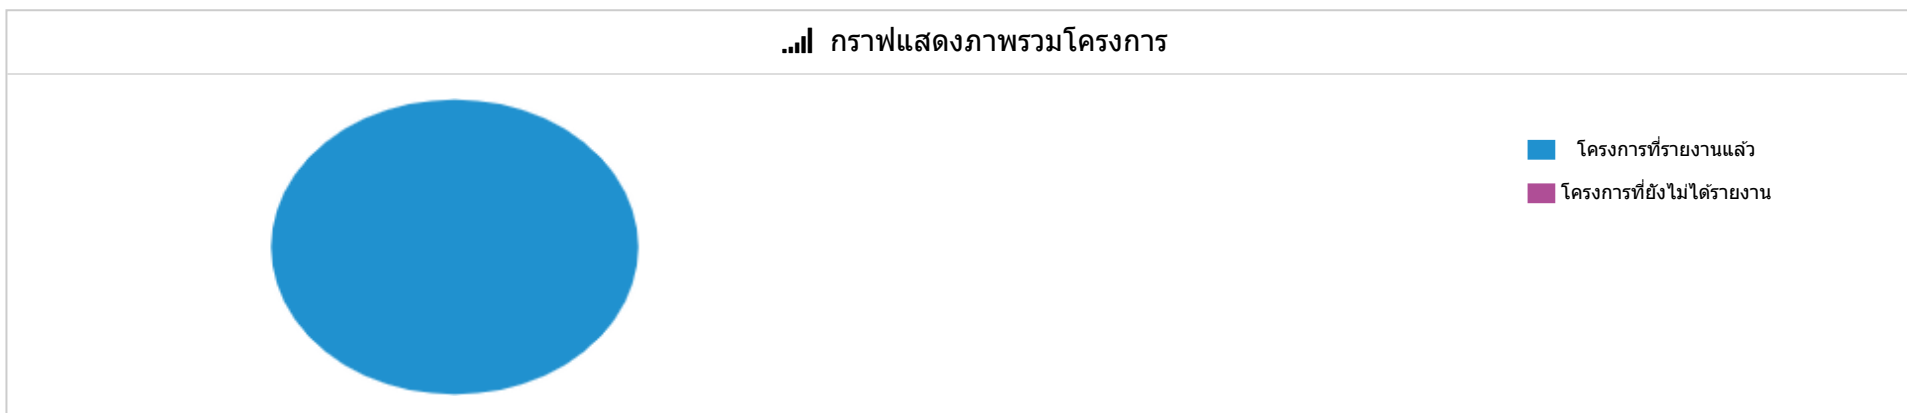 กราฟแสดงภาพรวมโครงการ
โครงการที่รายงานแล้ว
โครงการที่ยังไม่ได้รายงาน